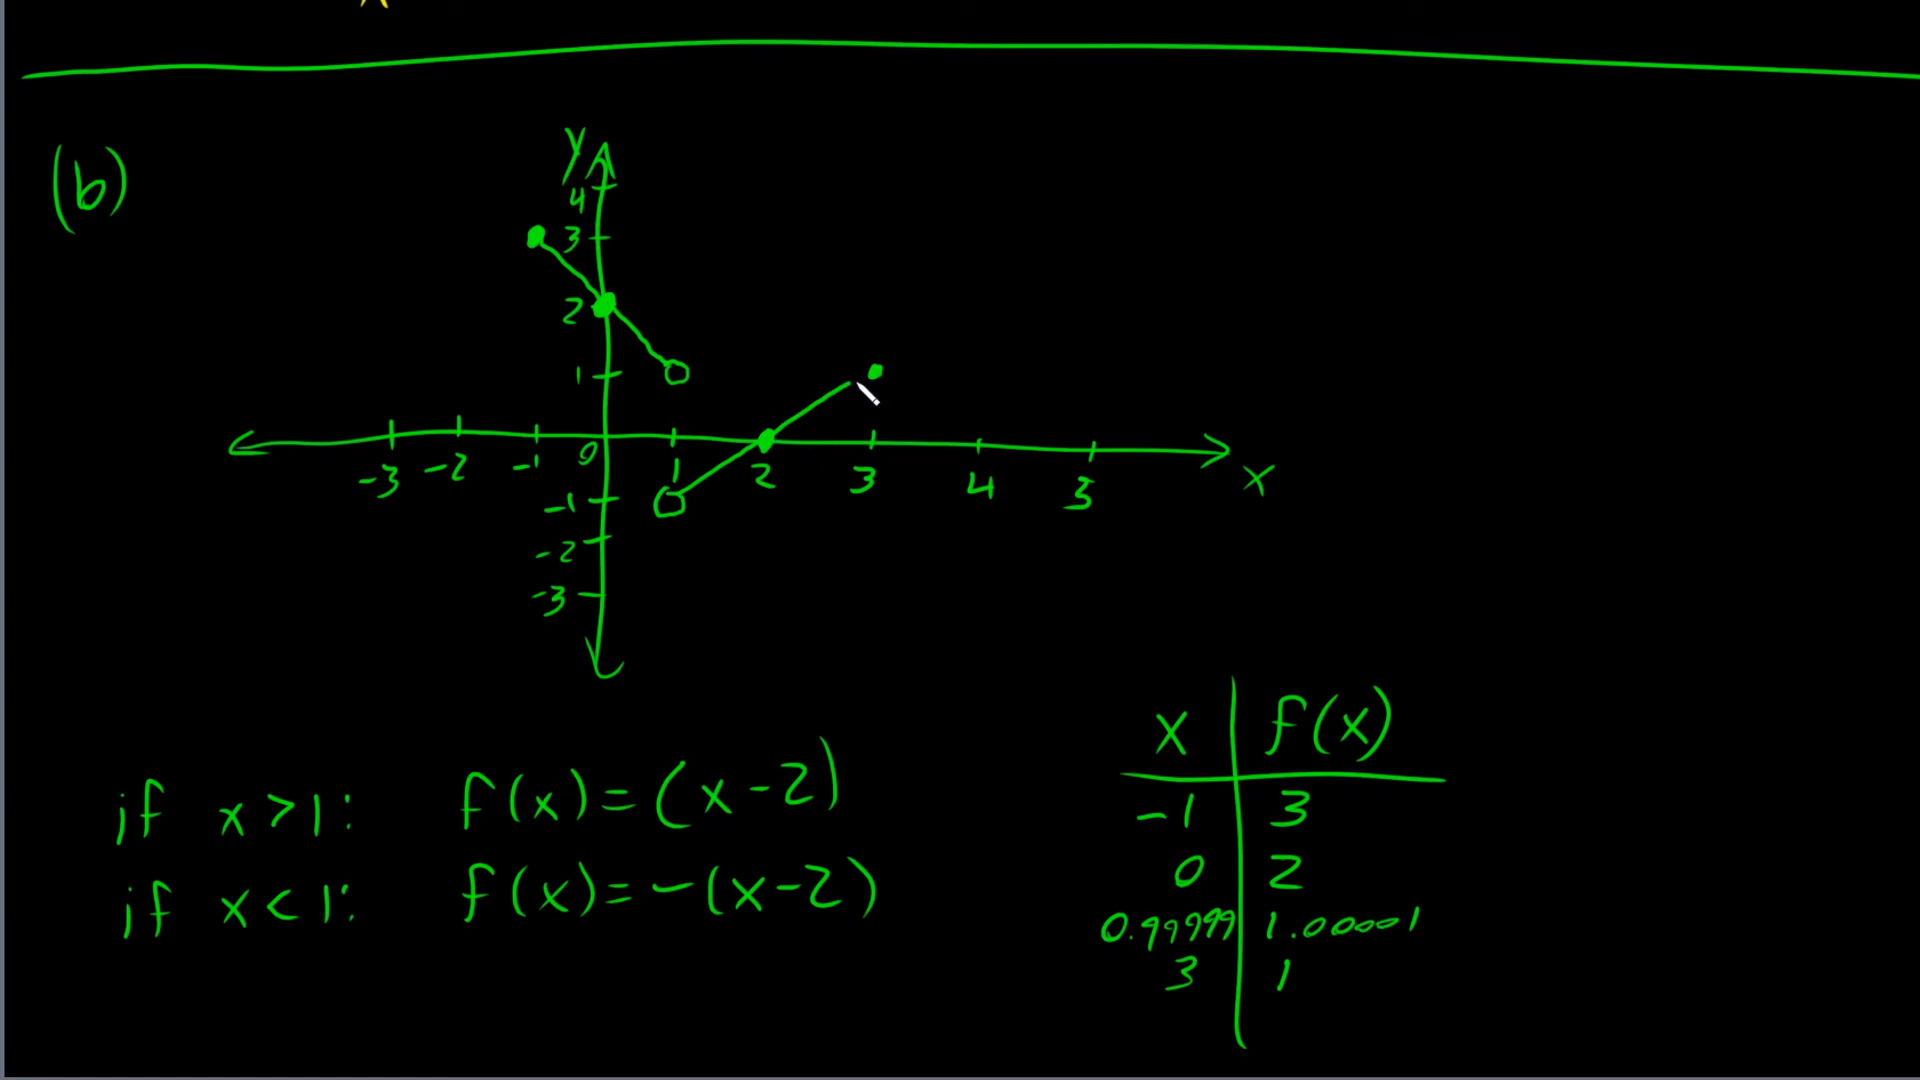 (b)
y
4
3
2
1
-3 -2 -1 0 1 2 3 4 5 x
-1
-2
-3
if x>1: f(x)=(x-2)
if x<1: f(x)=-(x-2)
x f(x)
-1 3
0 2
0.99999 1.00001
3 1